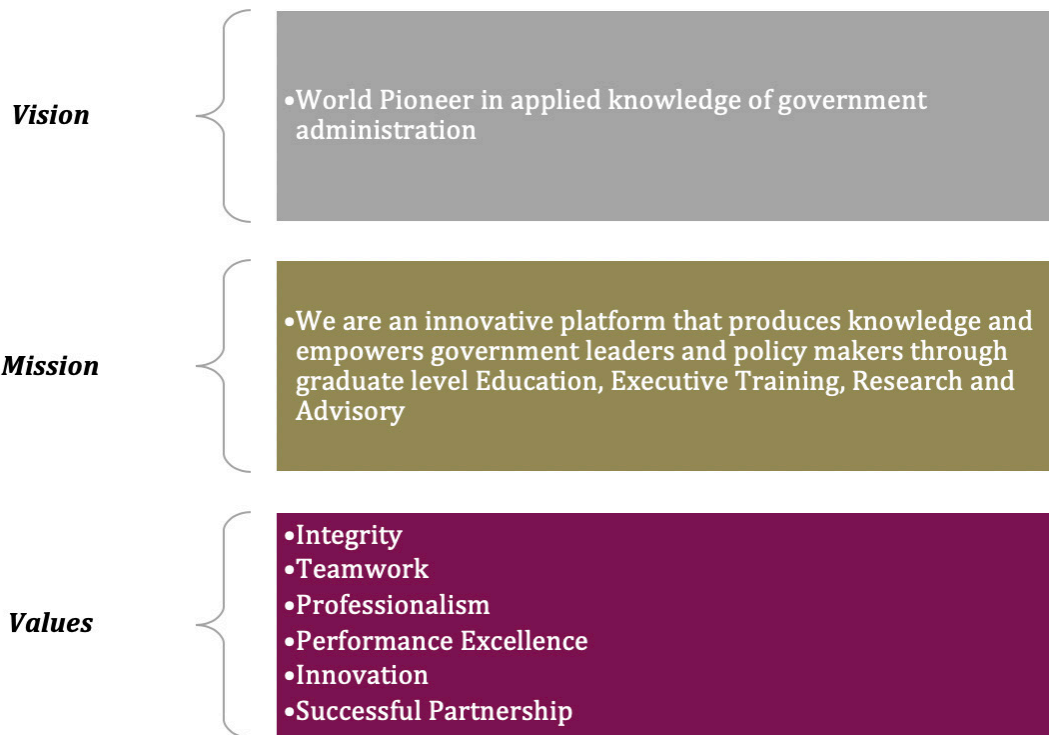 Vision
•World Pioneer in applied knowledge of government
administration
Mission
•We are an innovative platform that produces knowledge and
empowers government leaders and policy makers through
graduate level Education, Executive Training, Research and
Advisory
Values
•Integrity
•Teamwork
•Professionalism
•Performance Excellence
•Innovation
•Successful Partnership